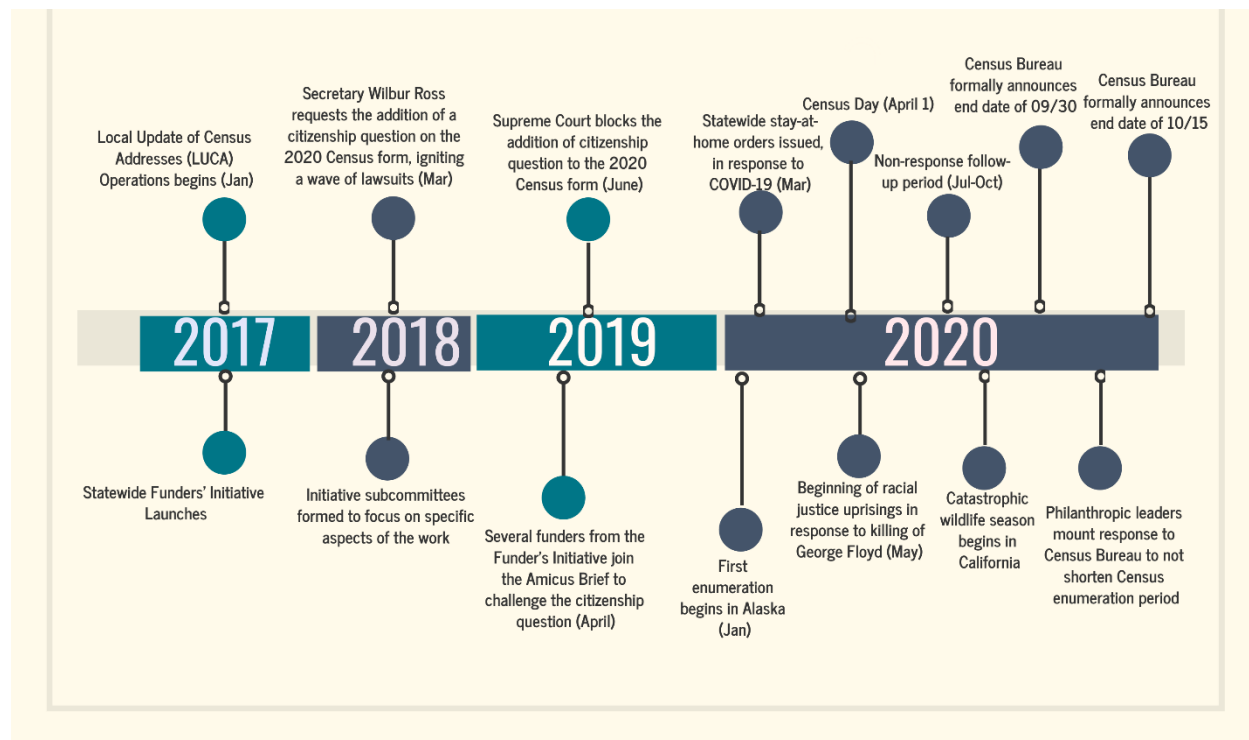 Local Update of Census
Addresses (LUCA)
Operations begins (Jan)
Secretary Wilbur Ross
requests the addition of a
citizenship question on the
2020 Census form, igniting
a wave of lawsuits (Mar)
Supreme Court blocks the
addition of citizenship
question to the 2020
Census form (June)
Statewide stay-at-
home orders issued,
in response to
COVID-19 (Mar)
Census Day (April 1)
Non-response follow-
up period (Jul-Oct)
Census Bureau
formally announces
end date of 09/30
Census Bureau
formally announces
end date of 10/15
2017
2018
2019
2020
Statewide Funders' Initiative
Launches
Initiative subcommittees
formed to focus on specific
aspects of the work
Several funders from the
Funder's Initiative join
the Amicus Brief to
challenge the citizenship
question (April)
First
enumeration
begins in Alaska
(Jan)
Beginning of racial
justice uprisings in
response to killing of
George Floyd (May)
Catastrophic
wildlife season
begins in
California
Philanthropic leaders
mount response to
Census Bureau to not
shorten Census
enumeration period